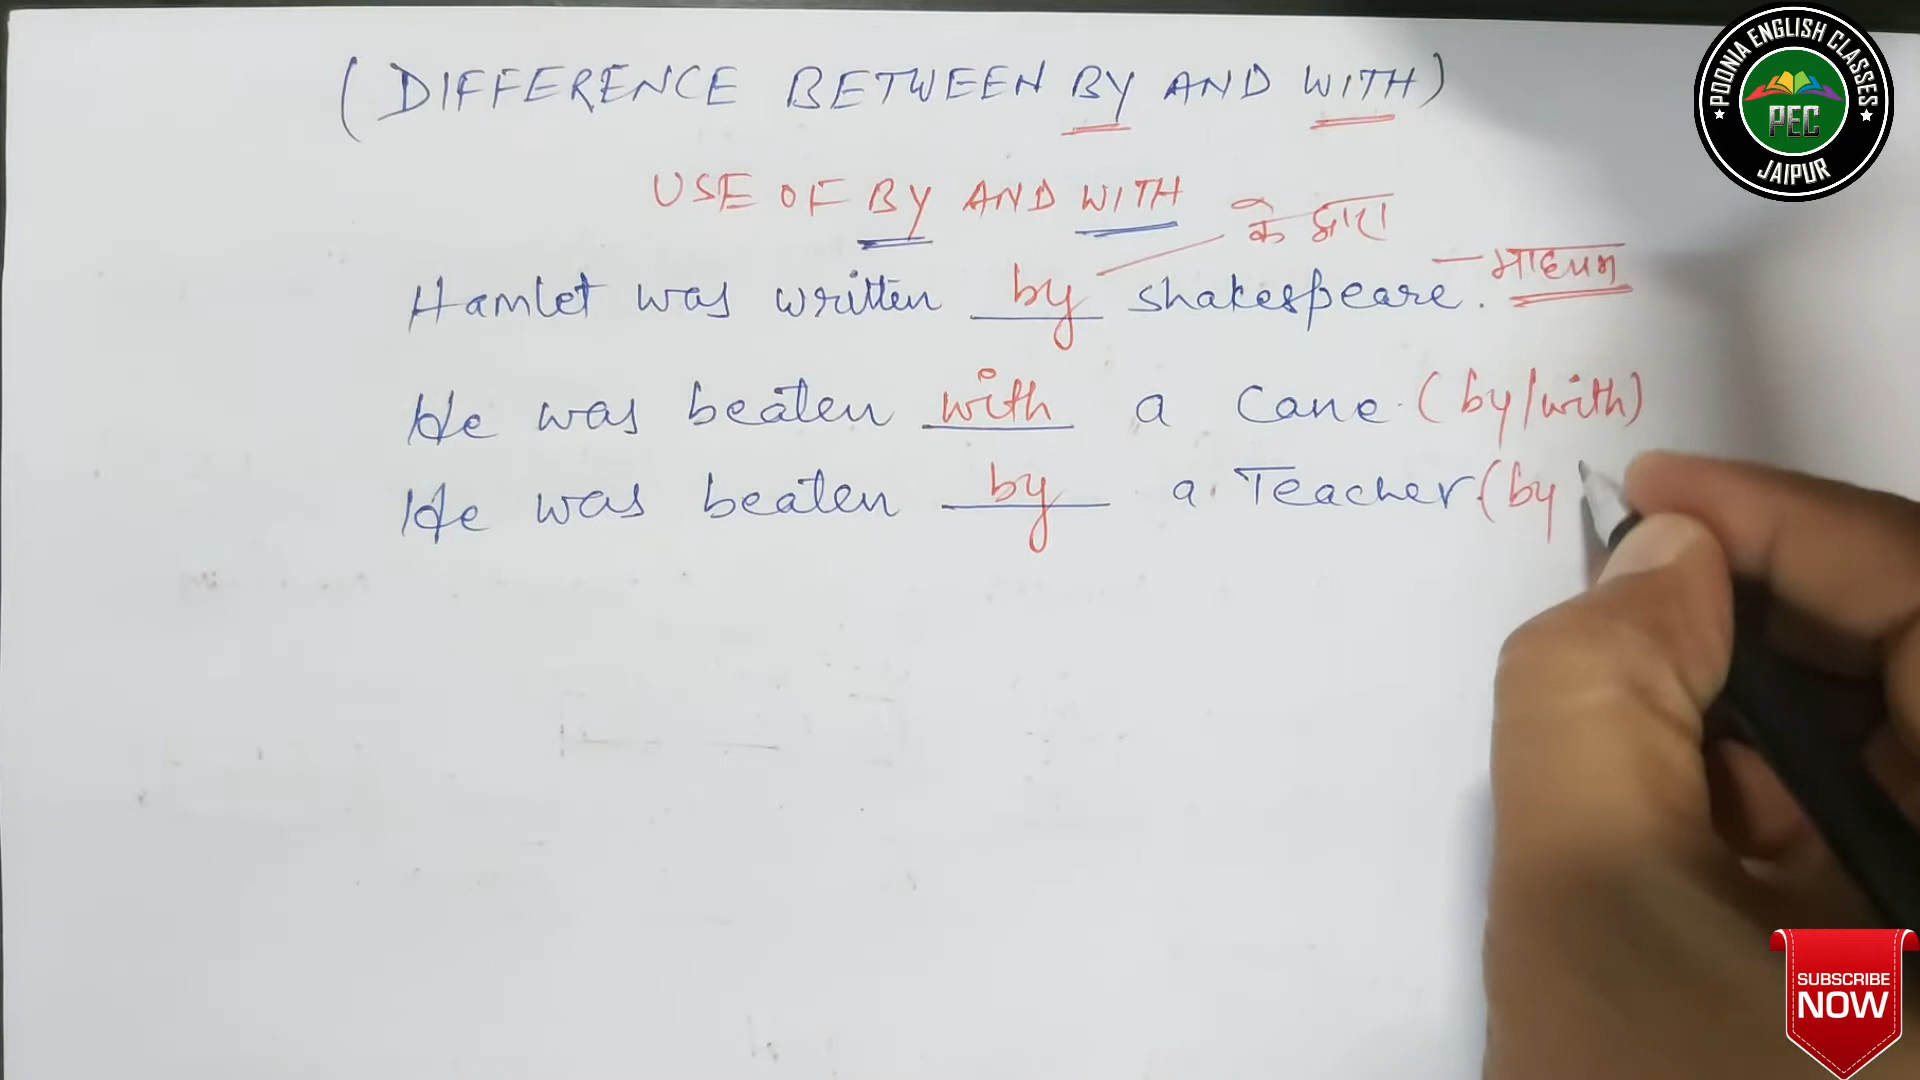 (DIFFERENCE BETWEEN BY AND WITH)
USE OF BY AND WITH
के द्वारा
Hamlet was written by shakespeare. — माध्यम
He was beaten with a Cane. (by/with)
He was beaten by a Teacher (by
POONIA ENGLISH CLASSES
PEC
JAIPUR
SUBSCRIBE
NOW